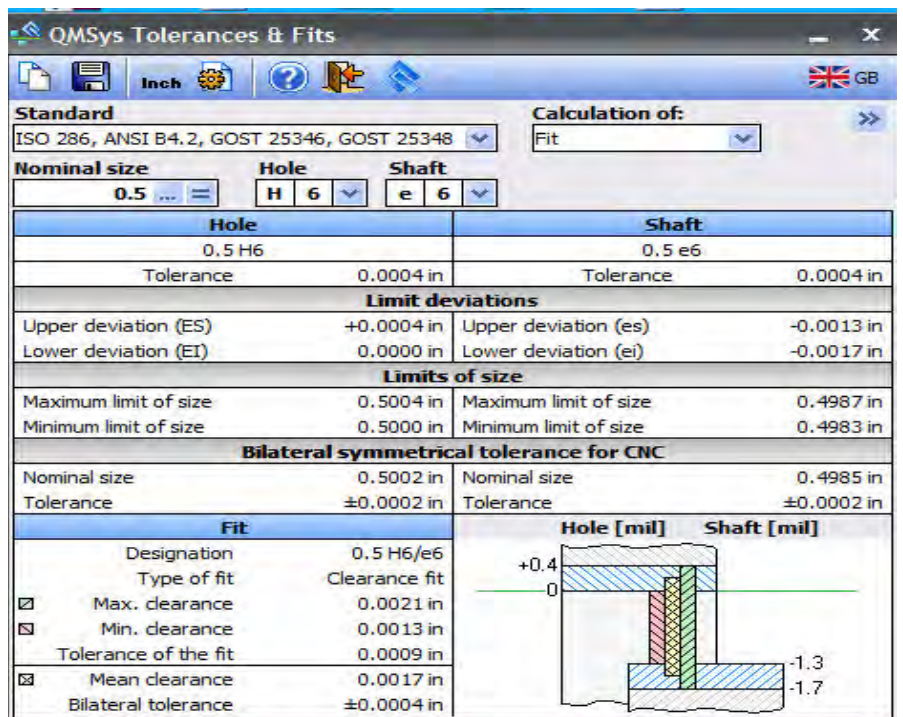 QMSys Tolerances & Fits
Inch GB
Standard Calculation of:
ISO 286, ANSI B4.2, GOST 25346, GOST 25348 Fit
Nominal size Hole Shaft
0.5 ... = H 6 e 6
Hole Shaft
0.5 H6 0.5 e6
Tolerance 0.0004 in Tolerance 0.0004 in
Limit deviations
Upper deviation (ES) +0.0004 in Upper deviation (es) -0.0013 in
Lower deviation (EI) 0.0000 in Lower deviation (ei) -0.0017 in
Limits of size
Maximum limit of size 0.5004 in Maximum limit of size 0.4987 in
Minimum limit of size 0.5000 in Minimum limit of size 0.4983 in
Bilateral symmetrical tolerance for CNC
Nominal size 0.5002 in Nominal size 0.4985 in
Tolerance ±0.0002 in Tolerance ±0.0002 in
Fit Hole [mil] Shaft [mil]
Designation 0.5 H6/e6
Type of fit Clearance fit +0.4
Max. clearance 0.0021 in 0
Min. clearance 0.0013 in
Tolerance of the fit 0.0009 in -1.3
Mean clearance 0.0017 in -1.7
Bilateral tolerance ±0.0004 in